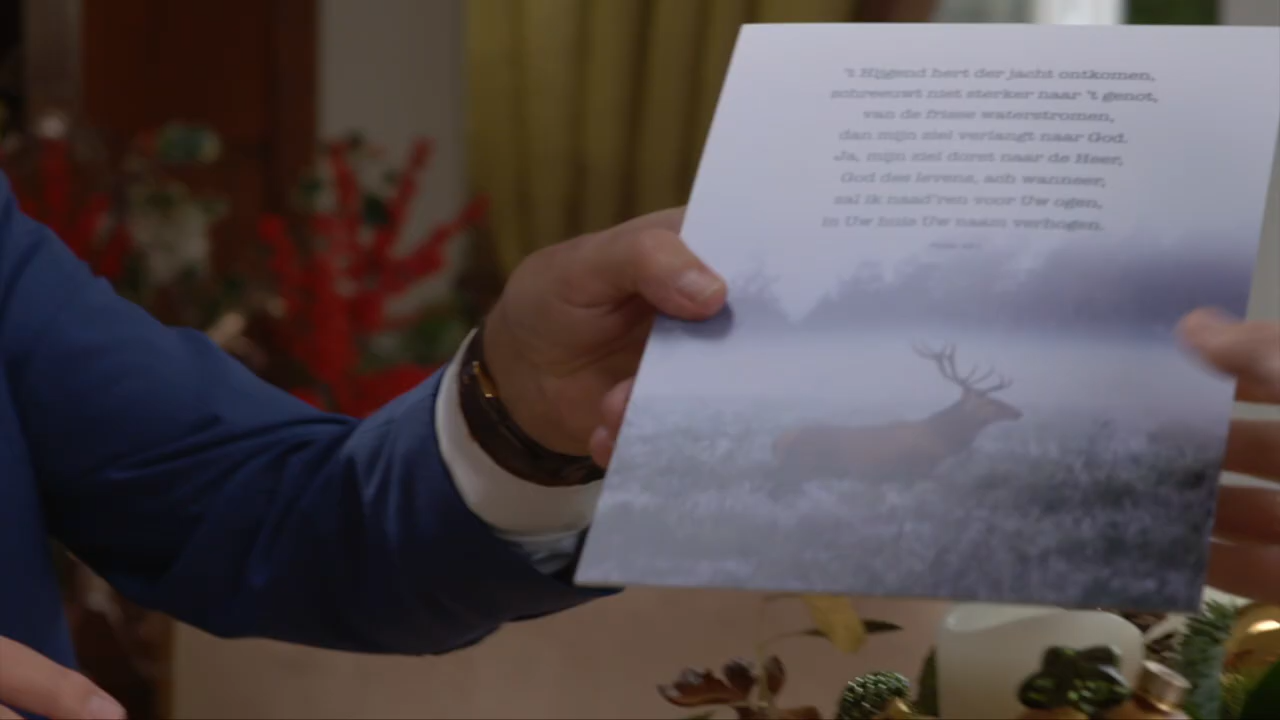 't Hijgend hert der jacht ontkomen,
schreeuwt niet sterker naar 't genot,
van de frisse waterstromen,
dan mijn ziel verlangt naar God.
Ja, mijn ziel dorst naar de Heer,
God des levens, ach wanneer,
zal ik naad'ren voor Uw ogen,
in Uw huis Uw naam verhogen.